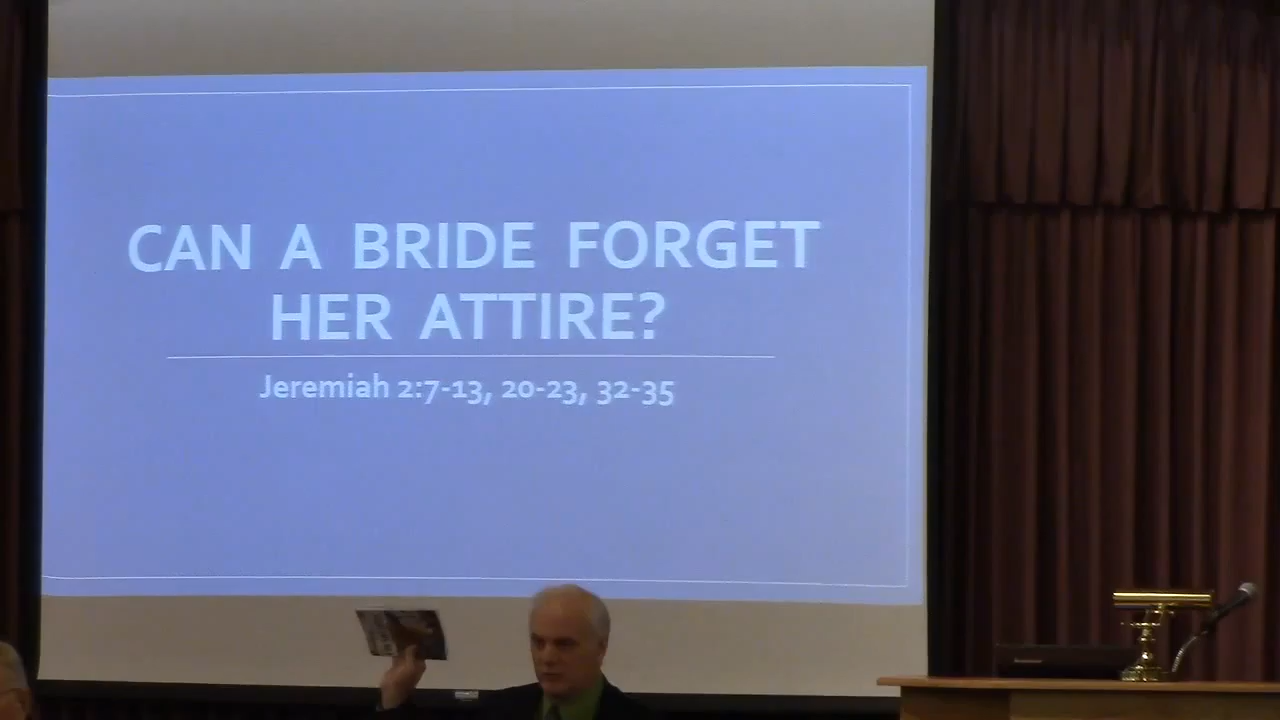 CAN A BRIDE FORGET
HER ATTIRE?
Jeremiah 2:7-13, 20-23, 32-35